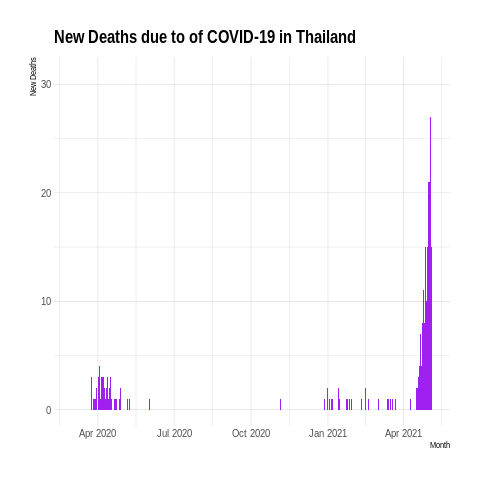 New Deaths due to of COVID-19 in Thailand
New Deaths
30
20
10
0
Apr 2020 Jul 2020 Oct 2020 Jan 2021 Apr 2021
Month